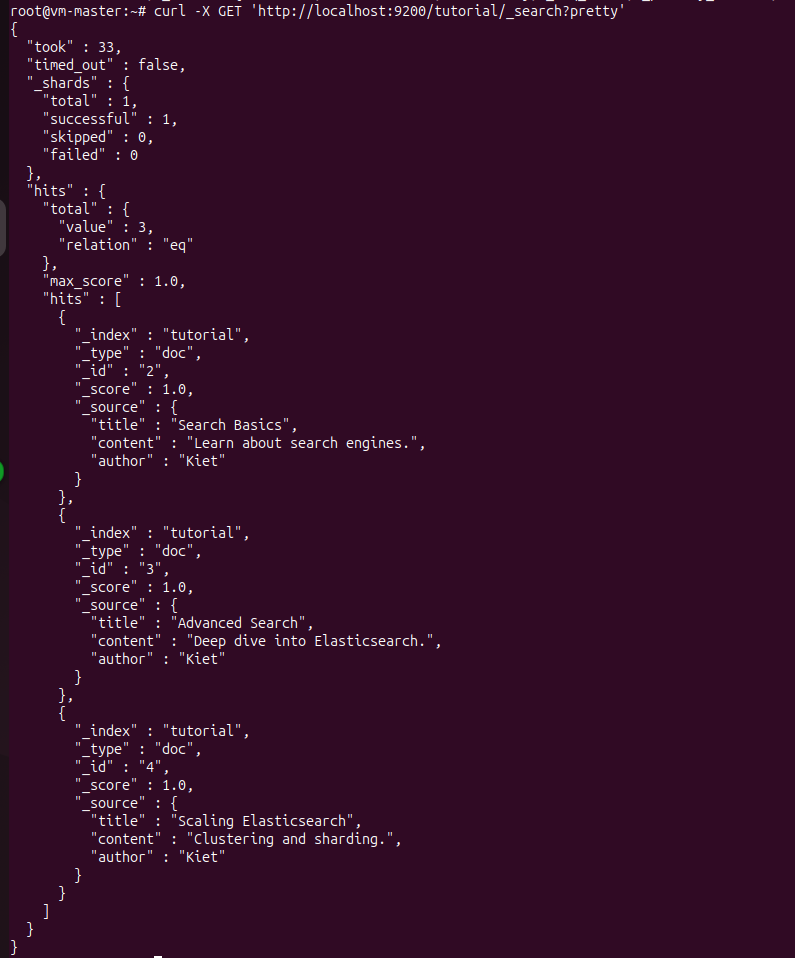 root@vm-master:~# curl -X GET 'http://localhost:9200/tutorial/_search?pretty'
{
  "took" : 33,
  "timed_out" : false,
  "_shards" : {
    "total" : 1,
    "successful" : 1,
    "skipped" : 0,
    "failed" : 0
  },
  "hits" : {
    "total" : {
      "value" : 3,
      "relation" : "eq"
    },
    "max_score" : 1.0,
    "hits" : [
      {
        "_index" : "tutorial",
        "_type" : "doc",
        "_id" : "2",
        "_score" : 1.0,
        "_source" : {
          "title" : "Search Basics",
          "content" : "Learn about search engines.",
          "author" : "Kiet"
        }
      },
      {
        "_index" : "tutorial",
        "_type" : "doc",
        "_id" : "3",
        "_score" : 1.0,
        "_source" : {
          "title" : "Advanced Search",
          "content" : "Deep dive into Elasticsearch.",
          "author" : "Kiet"
        }
      },
      {
        "_index" : "tutorial",
        "_type" : "doc",
        "_id" : "4",
        "_score" : 1.0,
        "_source" : {
          "title" : "Scaling Elasticsearch",
          "content" : "Clustering and sharding.",
          "author" : "Kiet"
        }
      }
    ]
  }
}